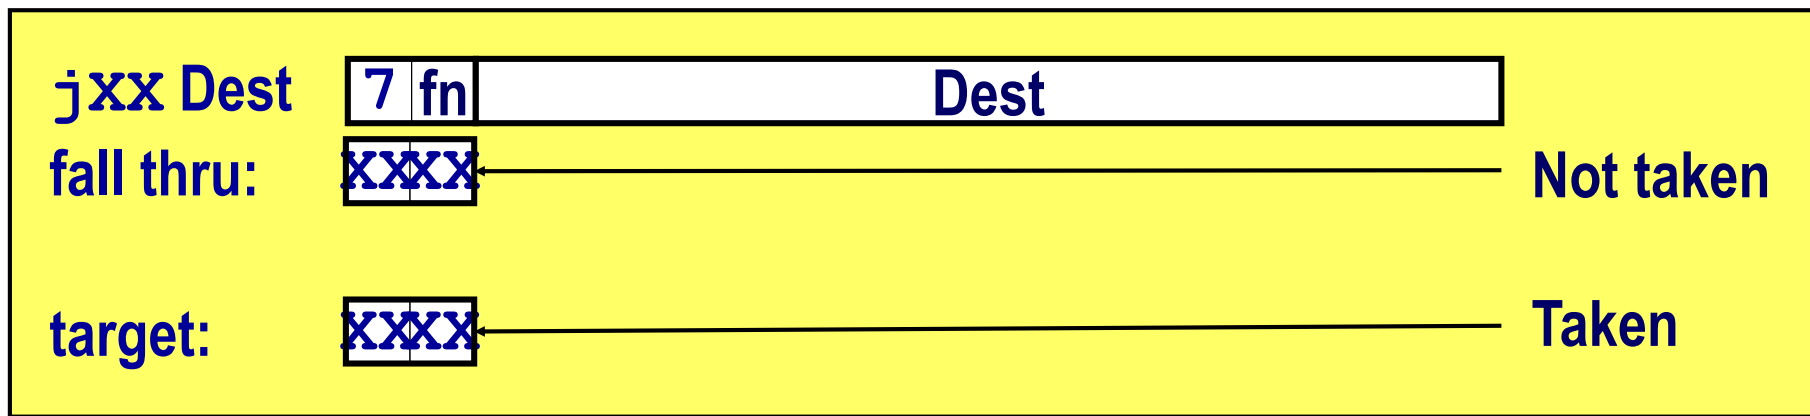 jXX Dest 7 fn Dest
fall thru: XX XX Not taken
target: XX XX Taken